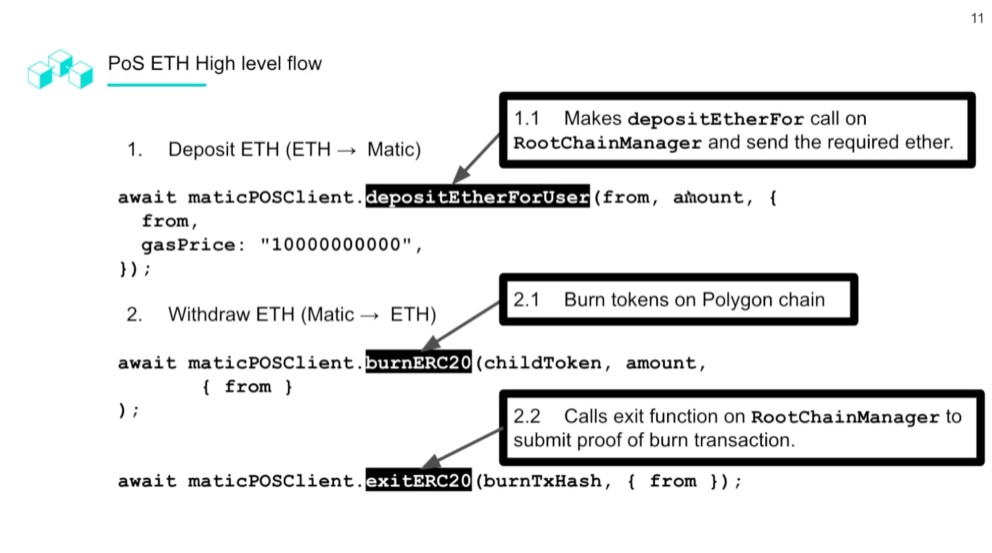 11
PoS ETH High level flow
1.1 Makes depositEtherFor call on
RootChainManager and send the required ether.
1. Deposit ETH (ETH → Matic)
await maticPOSClient.depositEtherForUser(from, amount, {
from,
gasPrice: "10000000000",
});
2.1 Burn tokens on Polygon chain
2. Withdraw ETH (Matic → ETH)
await maticPOSClient.burnERC20(childToken, amount,
{ from }
);
2.2 Calls exit function on RootChainManager to
submit proof of burn transaction.
await maticPOSClient.exitERC20(burnTxHash, { from });